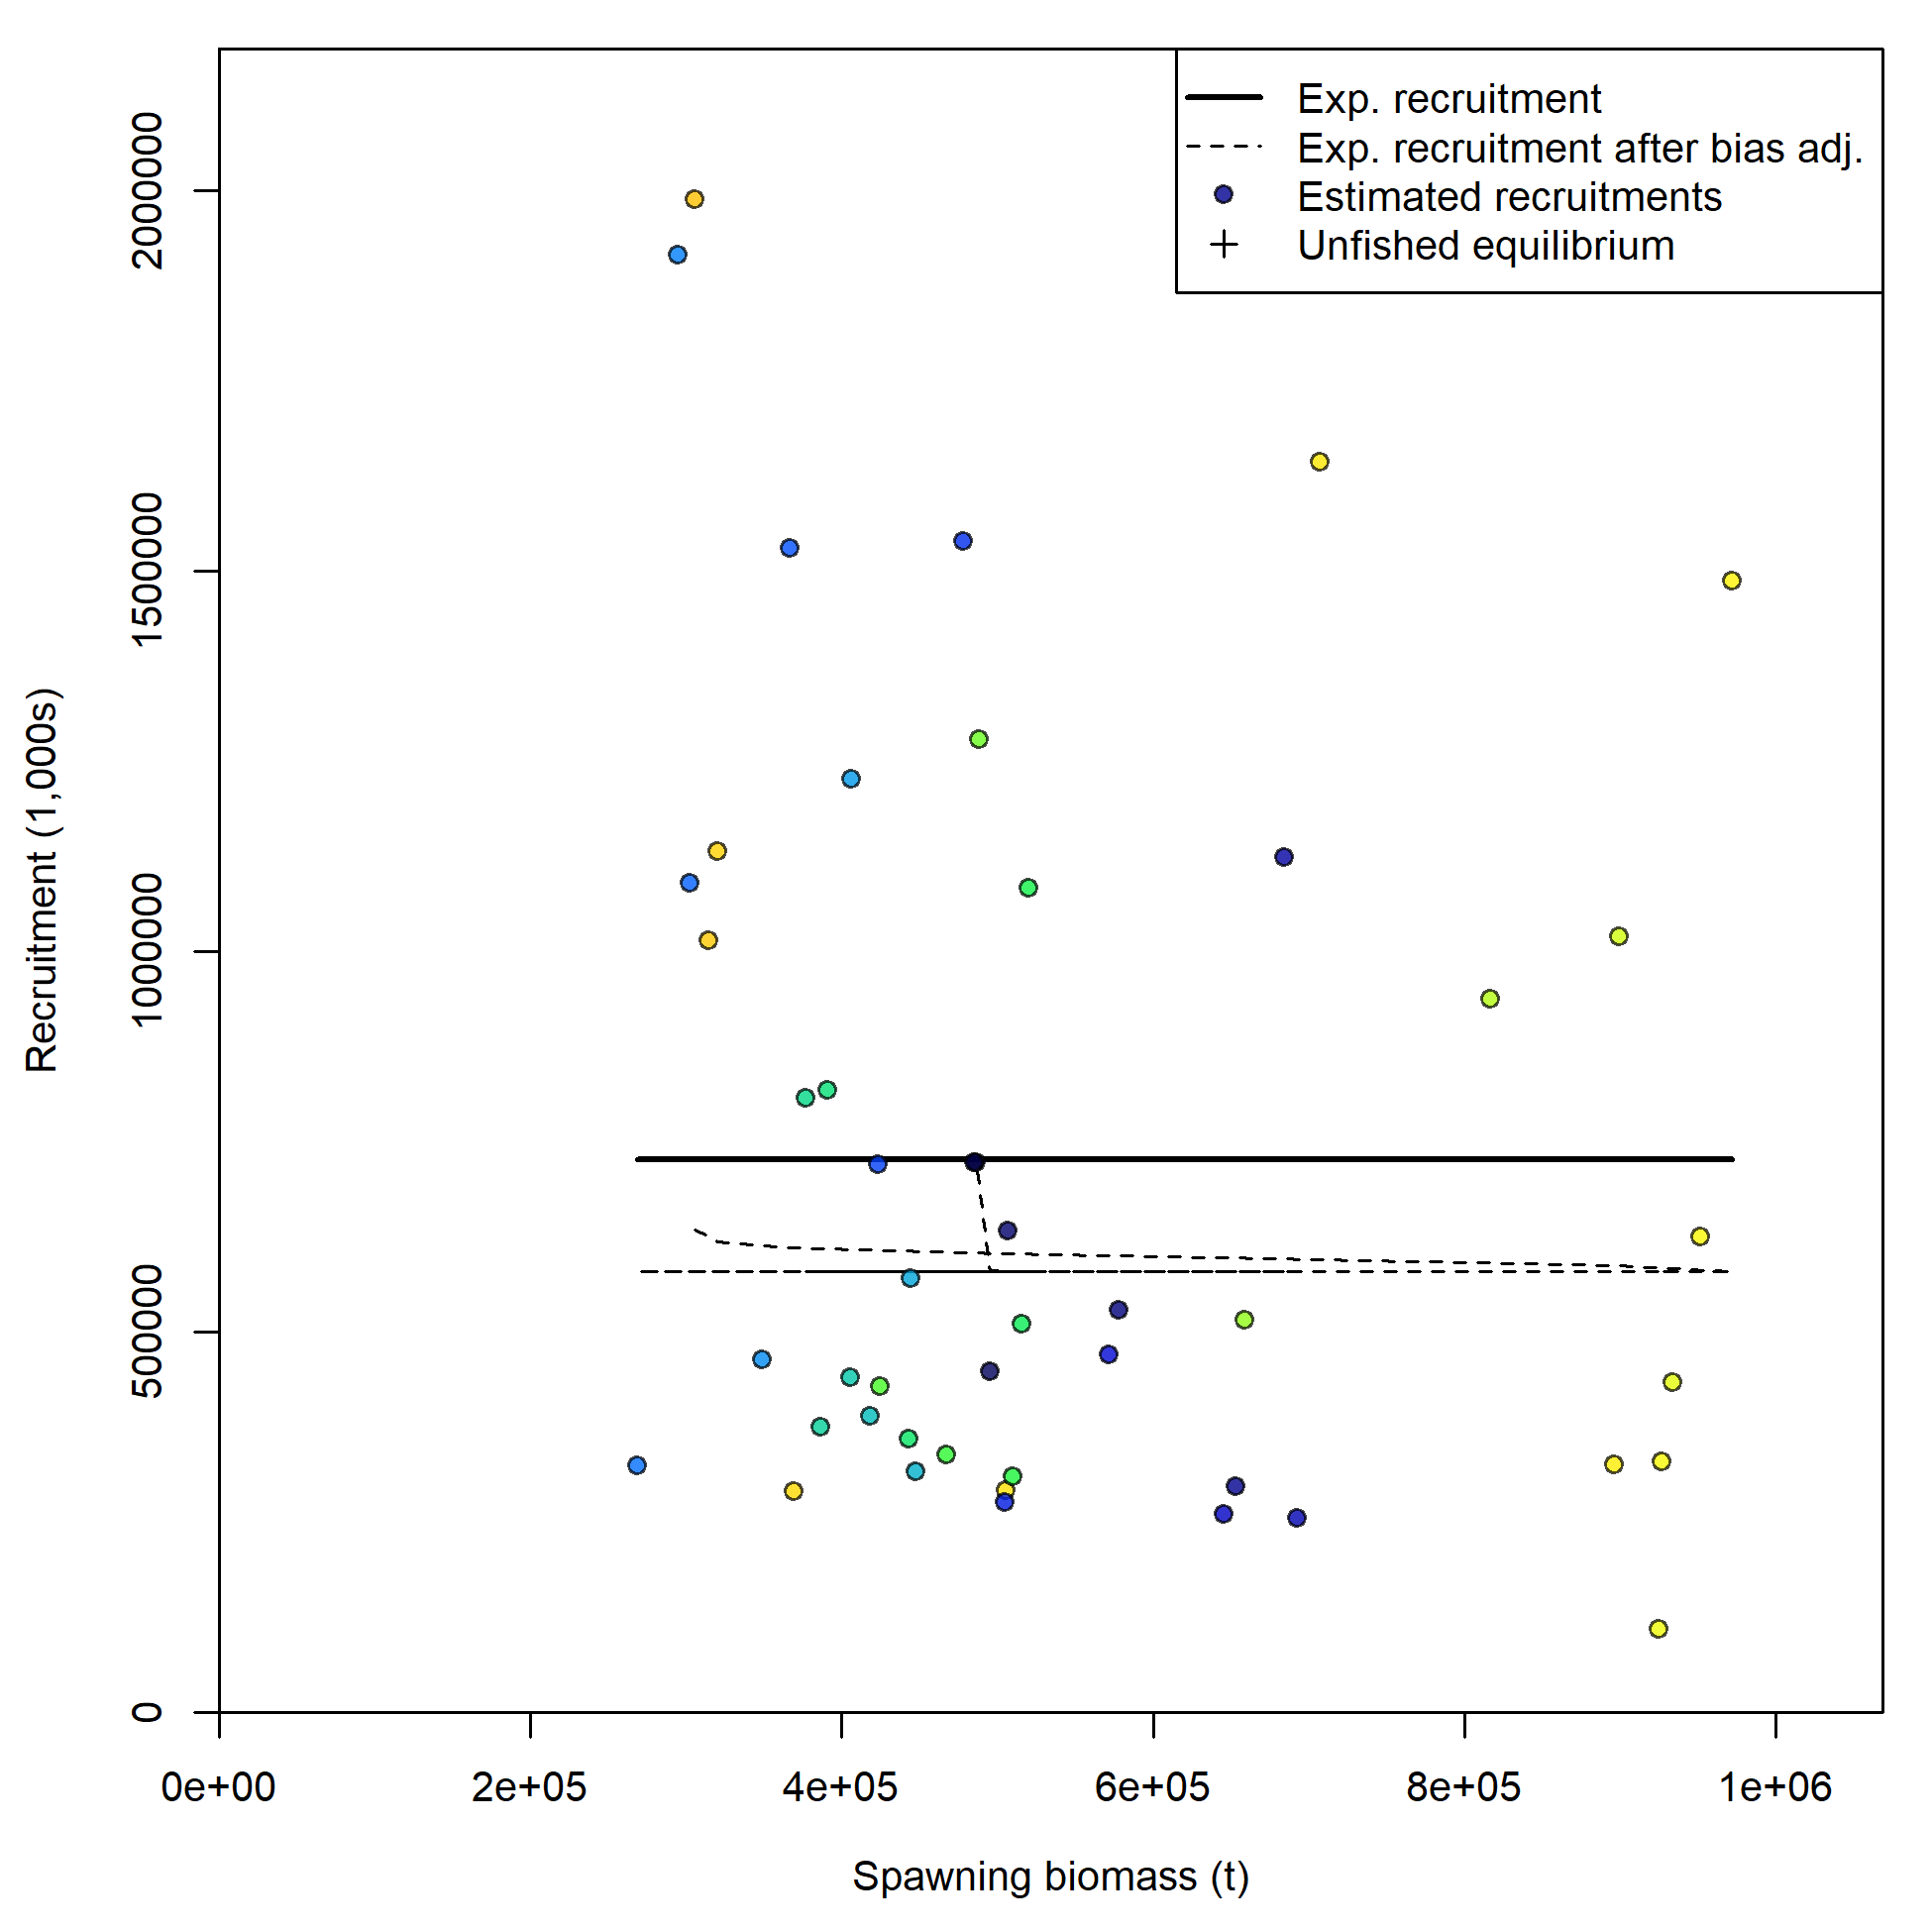 Exp. recruitment
Exp. recruitment after bias adj.
Estimated recruitments
Unfished equilibrium
Recruitment (1,000s)
2000000
1500000
1000000
500000
0
0e+00 2e+05 4e+05 6e+05 8e+05 1e+06
Spawning biomass (t)